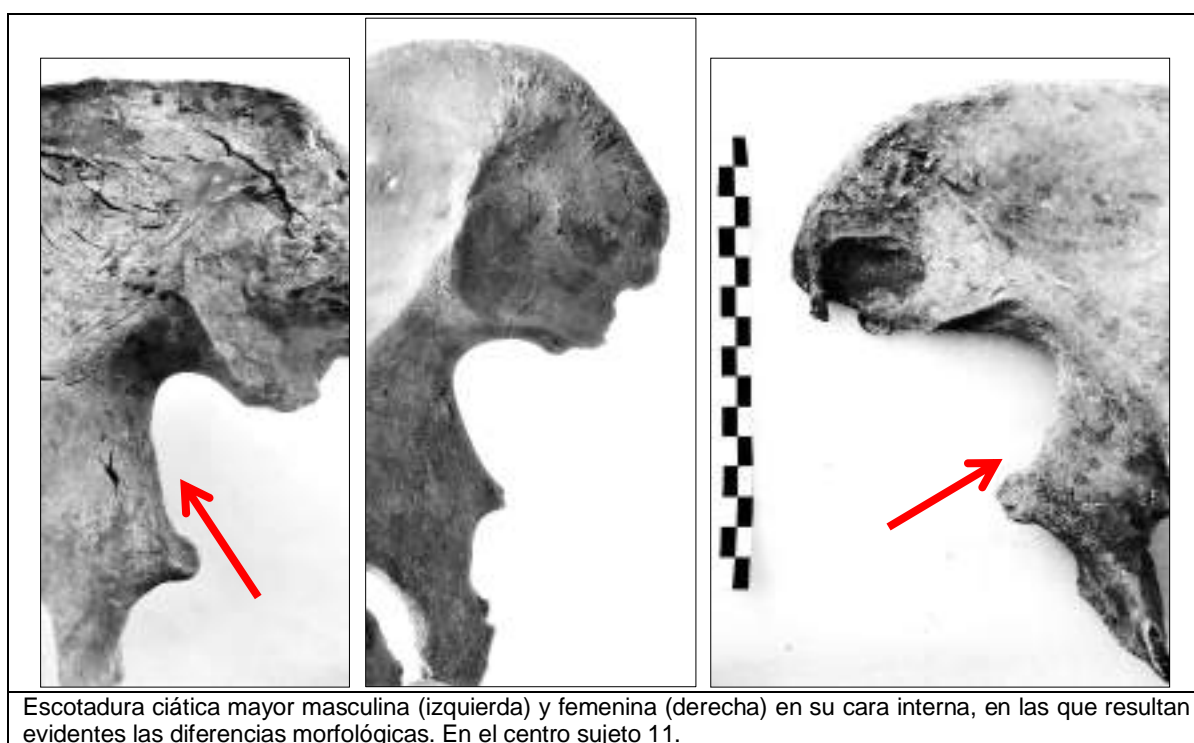 Escotadura ciática mayor masculina (izquierda) y femenina (derecha) en su cara interna, en las que resultan
evidentes las diferencias morfológicas. En el centro sujeto 11.